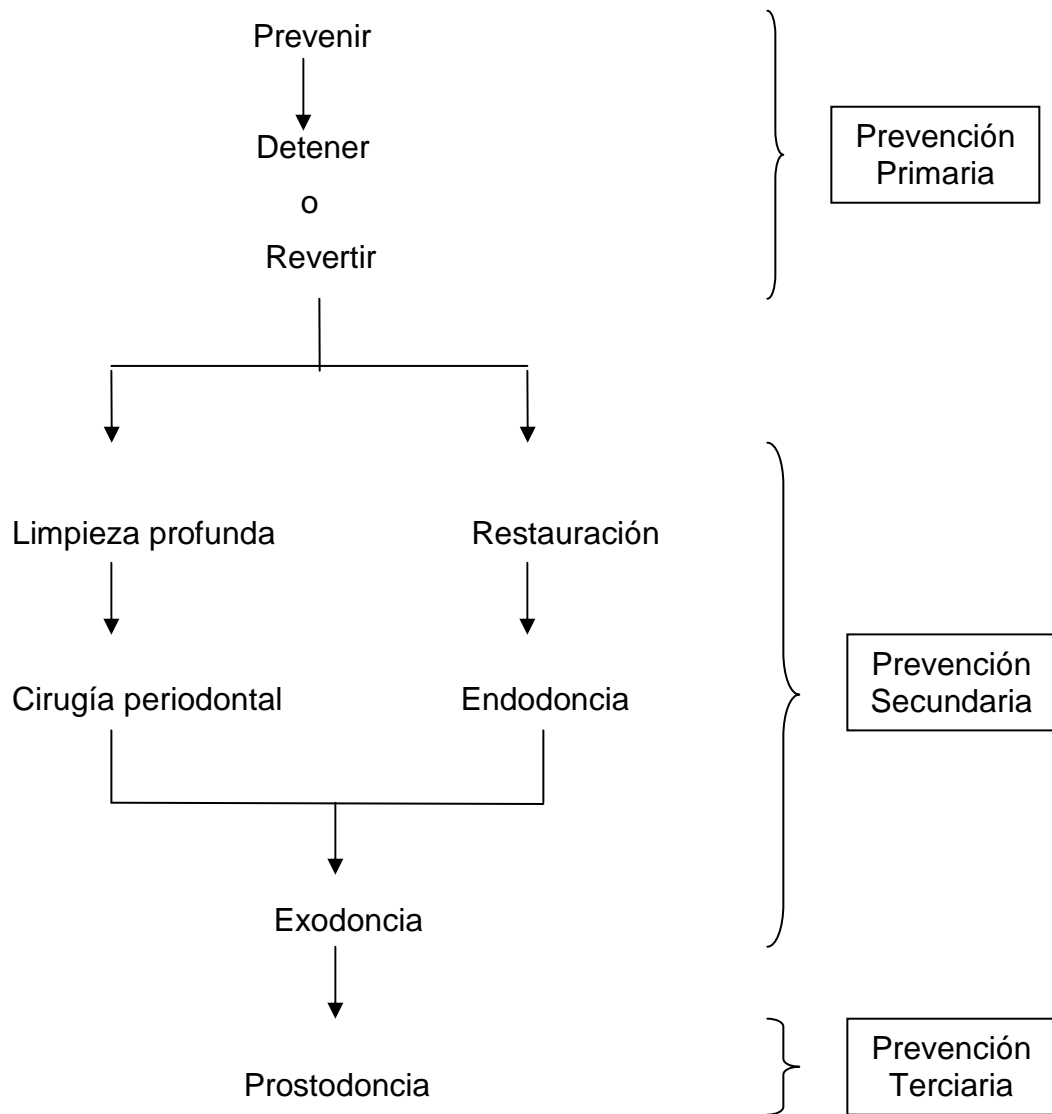 Prevenir
Detener
o
Revertir
Prevención
Primaria
Limpieza profunda
Restauración
Cirugía periodontal
Endodoncia
Prevención
Secundaria
Exodoncia
Prostodoncia
Prevención
Terciaria